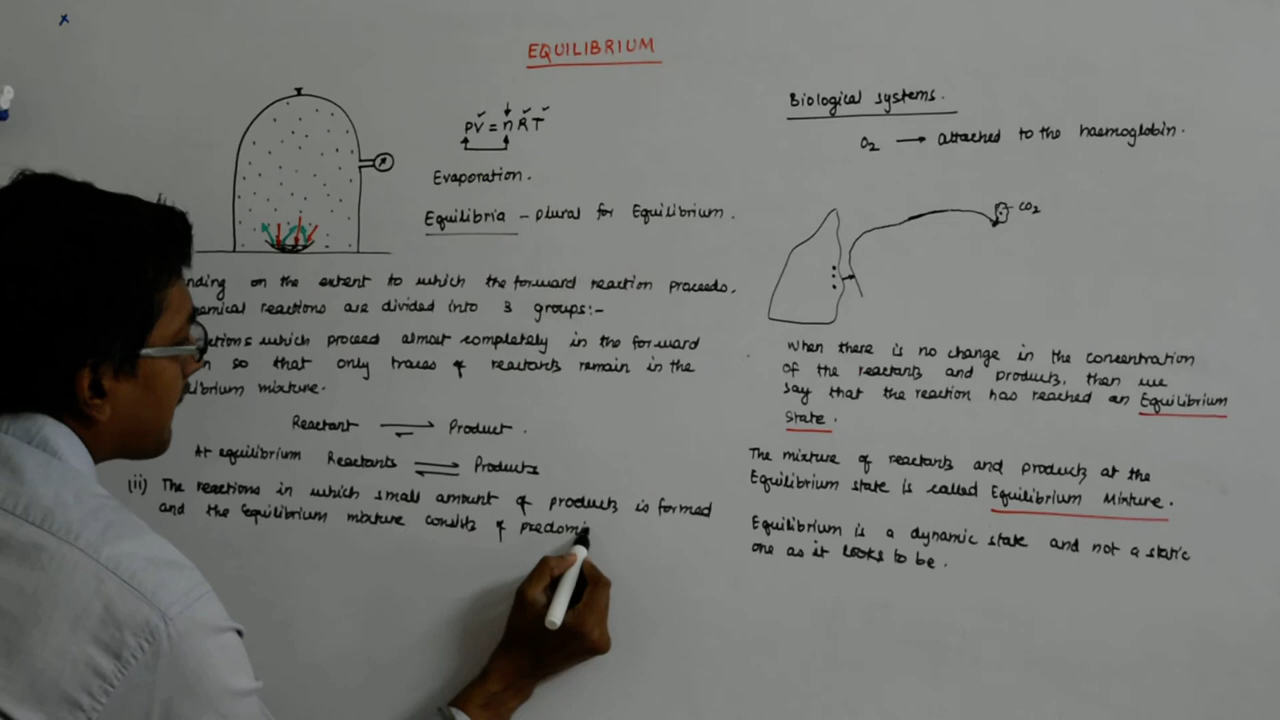 EQUILIBRIUM
PV = nRT
Evaporation.
Equilibria - plural for Equilibrium.
on the extent to which the forward reaction proceeds,
reactions are divided into 3 groups:-
which proceed almost completely in the forward
so that only traces of reactants remain in the
mixture.
Reactant ⇌ Product.
At equilibrium Reactants ⇌ Products
(ii) The reactions in which small amount of products is formed
and the equilibrium mixture consists of predomi
Biological systems.
O2 → attached to the haemoglobin.
CO2
When there is no change in the concentration
of the reactants and products, then we
say that the reaction has reached an Equilibrium
State.
The mixture of reactants and products at the
Equilibrium state is called Equilibrium Mixture.
Equilibrium is a dynamic state and not a static
one as it looks to be.